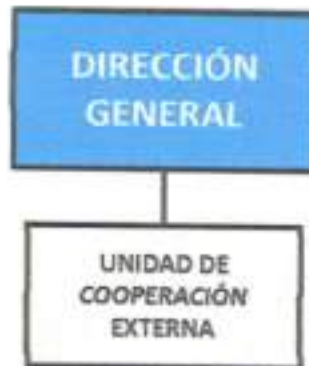 DIRECCIÓN
GENERAL
UNIDAD DE
COOPERACIÓN
EXTERNA